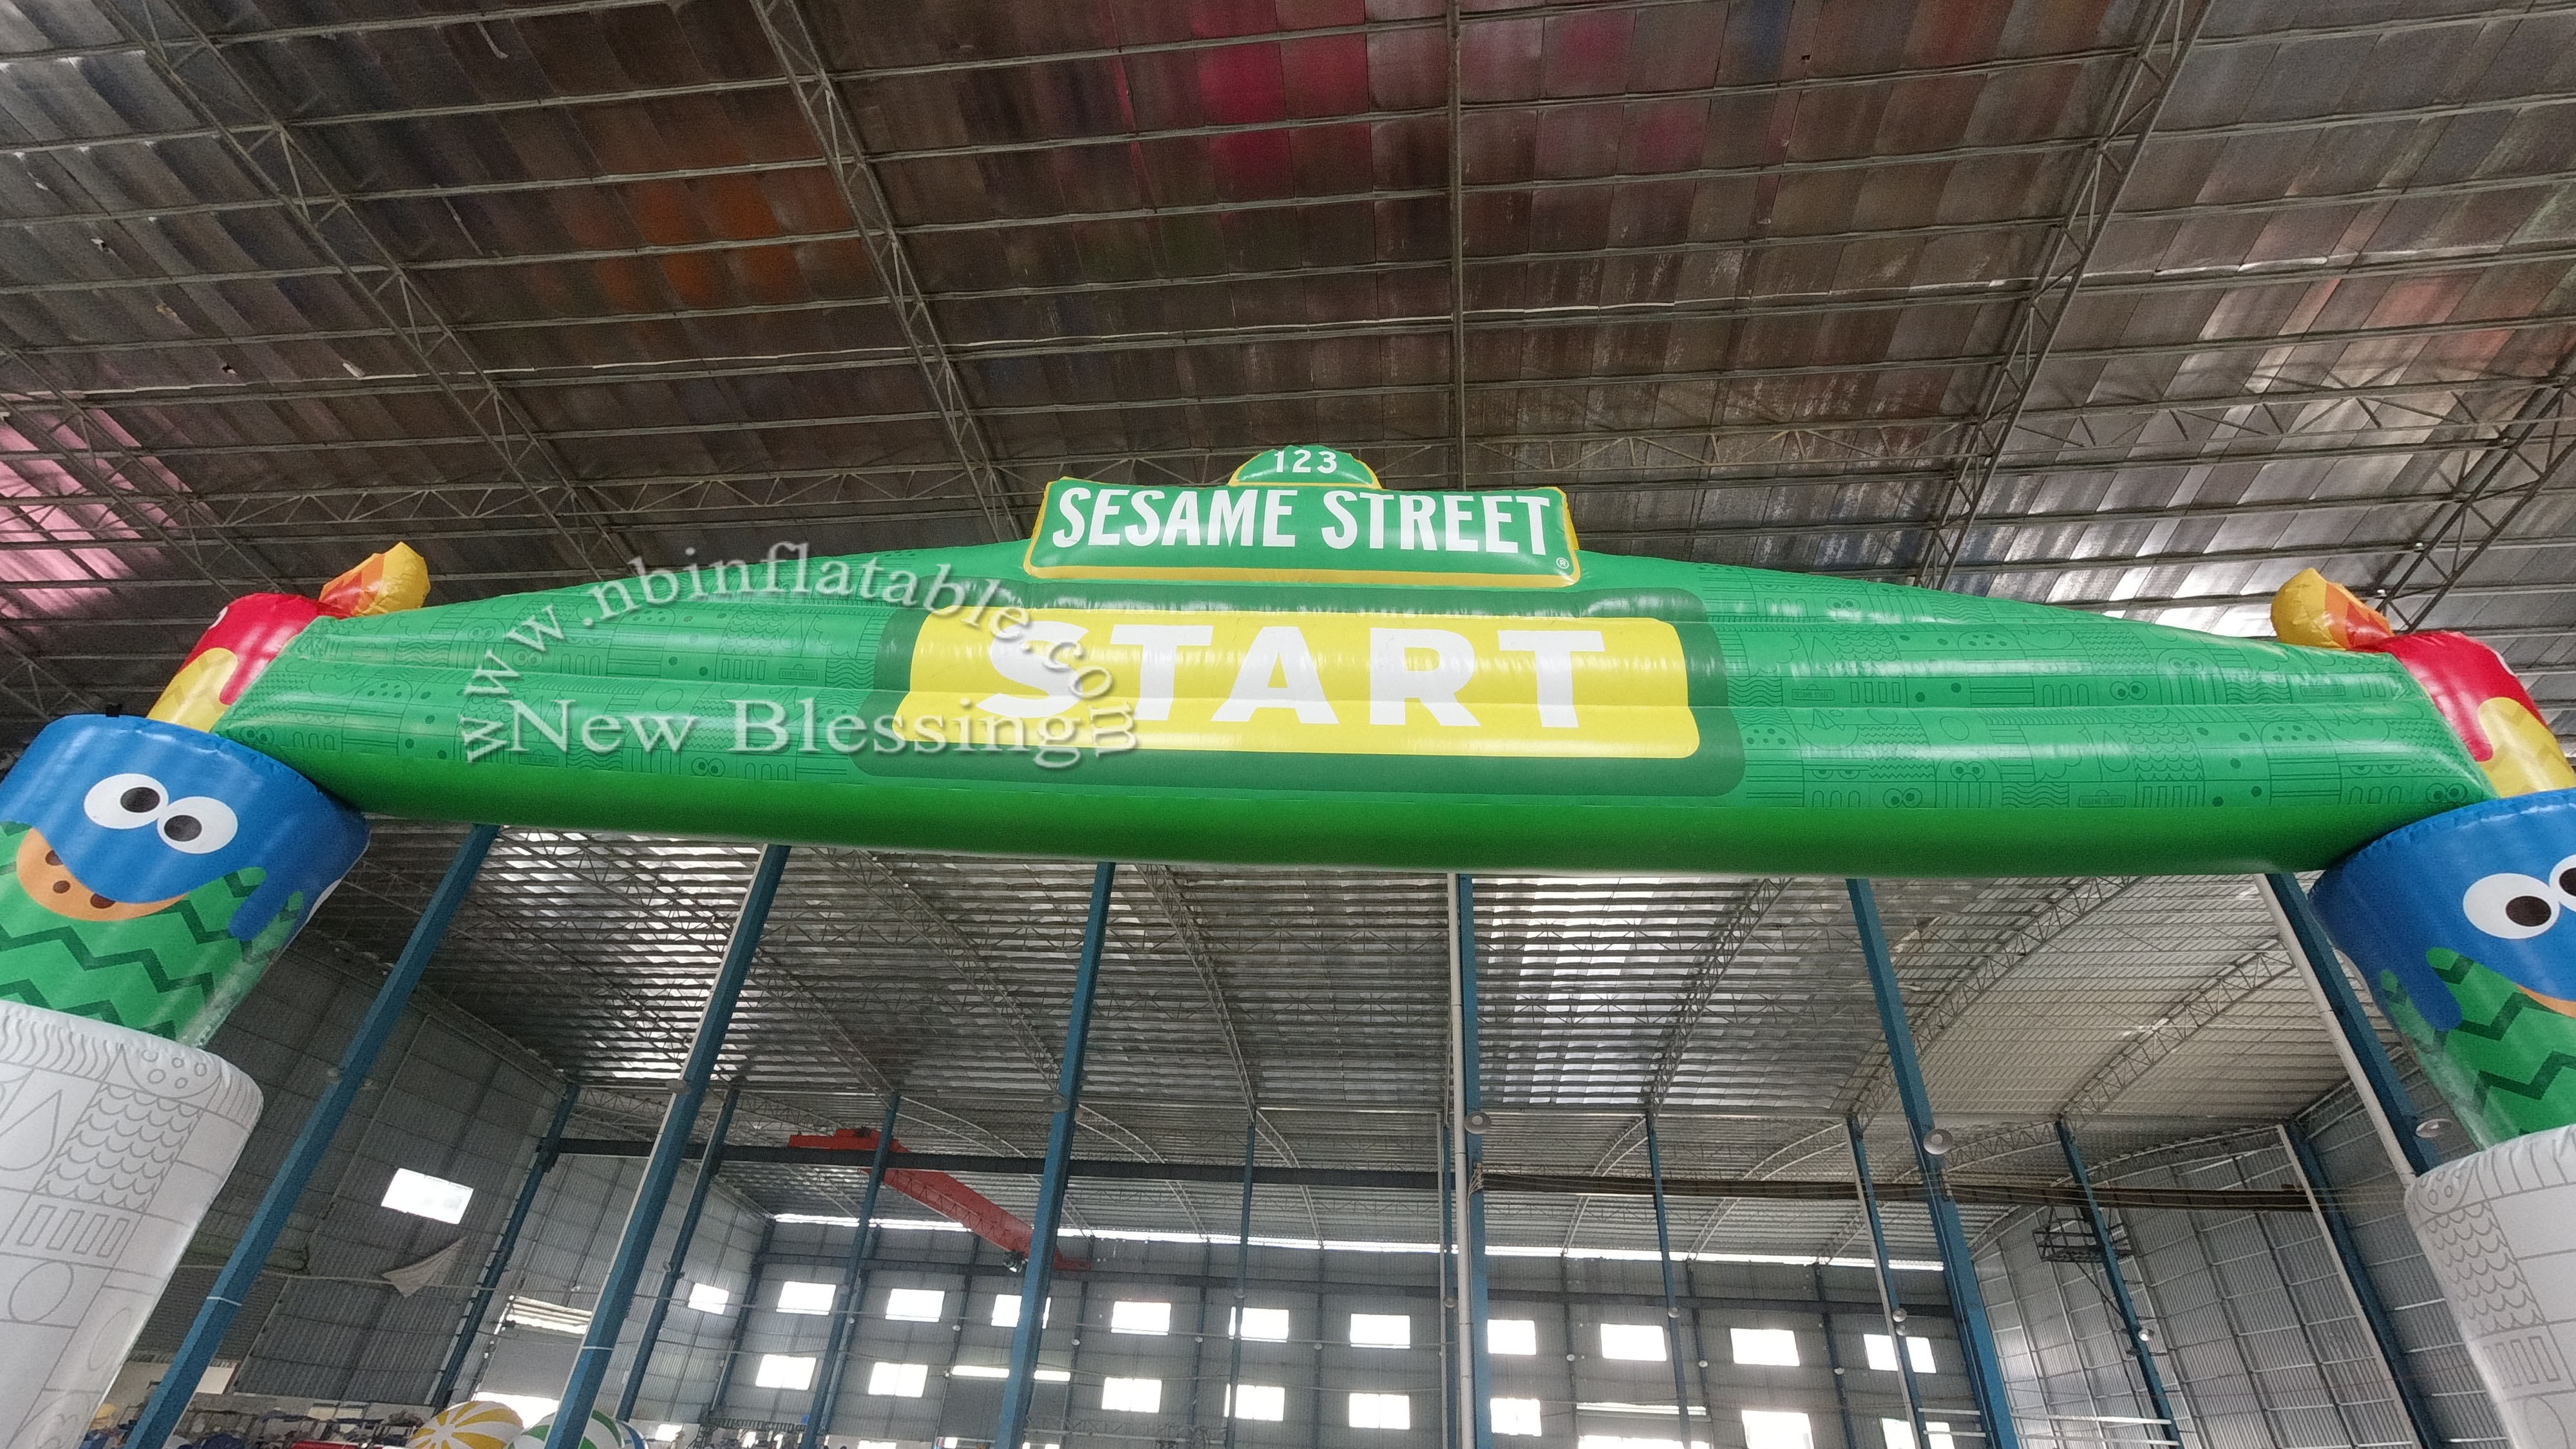 123
SESAME STREET
®
START
www.nbinflatable.com
New Blessing